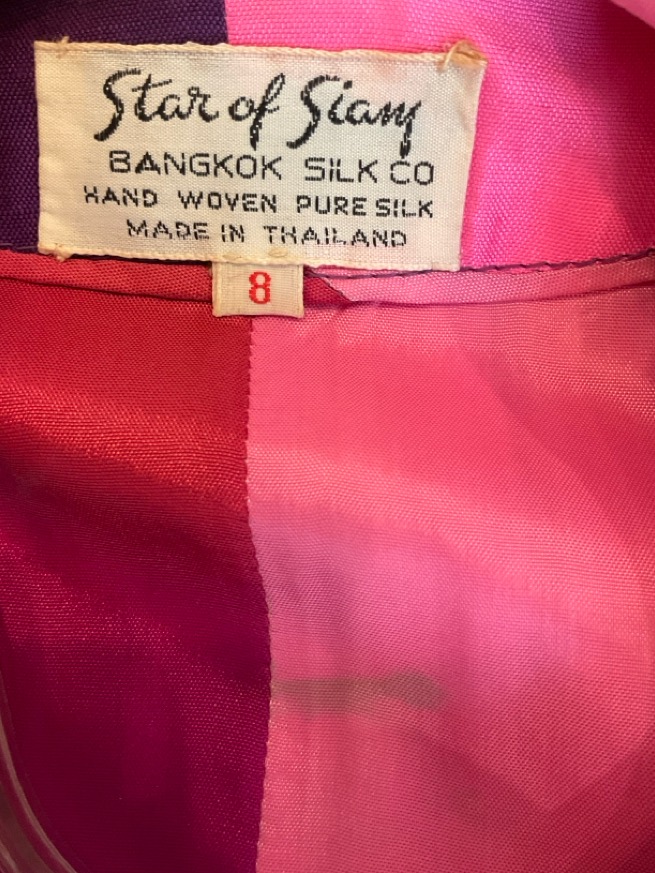 Star of Siam
BANGKOK SILK CO
HAND WOVEN PURE SILK
MADE IN THAILAND
8